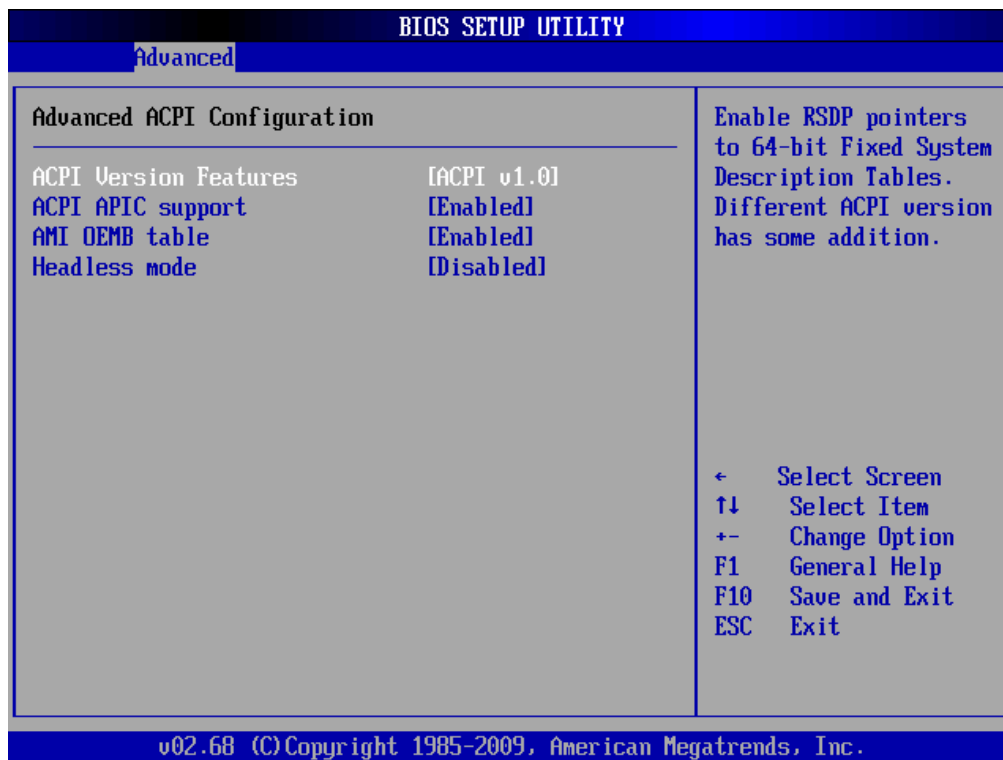 BIOS SETUP UTILITY
Advanced
Advanced ACPI Configuration
ACPI Version Features [ACPI v1.0]
ACPI APIC support [Enabled]
AMI OEMB table [Enabled]
Headless mode [Disabled]
Enable RSDP pointers
to 64-bit Fixed System
Description Tables.
Different ACPI version
has some addition.
← Select Screen
↑↓ Select Item
+- Change Option
F1 General Help
F10 Save and Exit
ESC Exit
v02.68 (C)Copyright 1985-2009, American Megatrends, Inc.